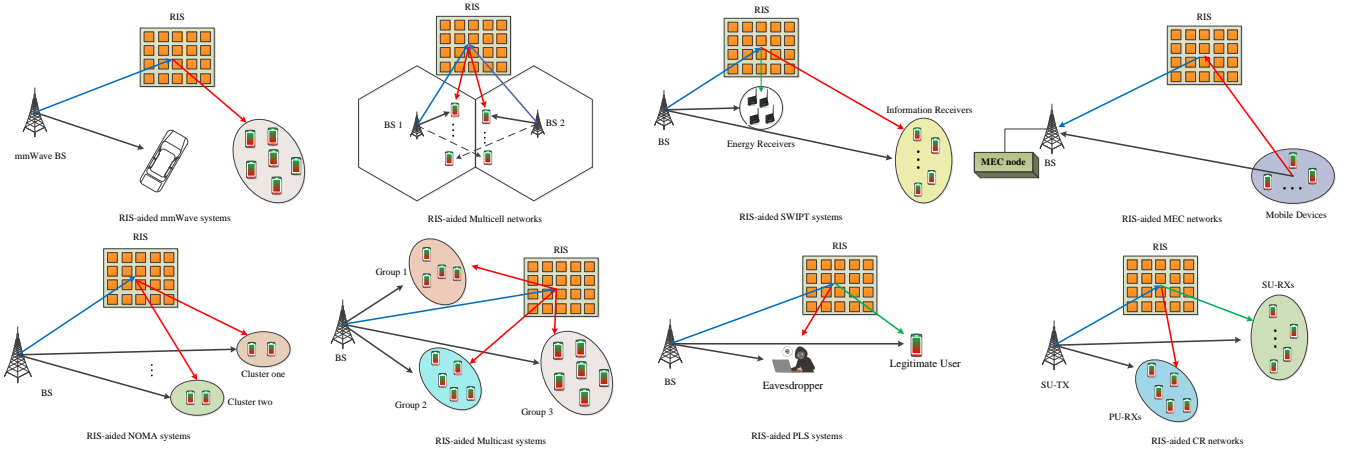 RIS
mmWave BS
RIS-aided mmWave systems
RIS
BS 1
BS 2
RIS-aided Multicell networks
RIS
BS
Energy Receivers
Information Receivers
RIS-aided SWIPT systems
RIS
BS
MEC node
Mobile Devices
RIS-aided MEC networks
RIS
BS
Cluster one
Cluster two
RIS-aided NOMA systems
RIS
Group 1
BS
Group 2
Group 3
RIS-aided Multicast systems
RIS
BS
Eavesdropper
Legitimate User
RIS-aided PLS systems
RIS
SU-RXs
SU-TX
PU-RXs
RIS-aided CR networks